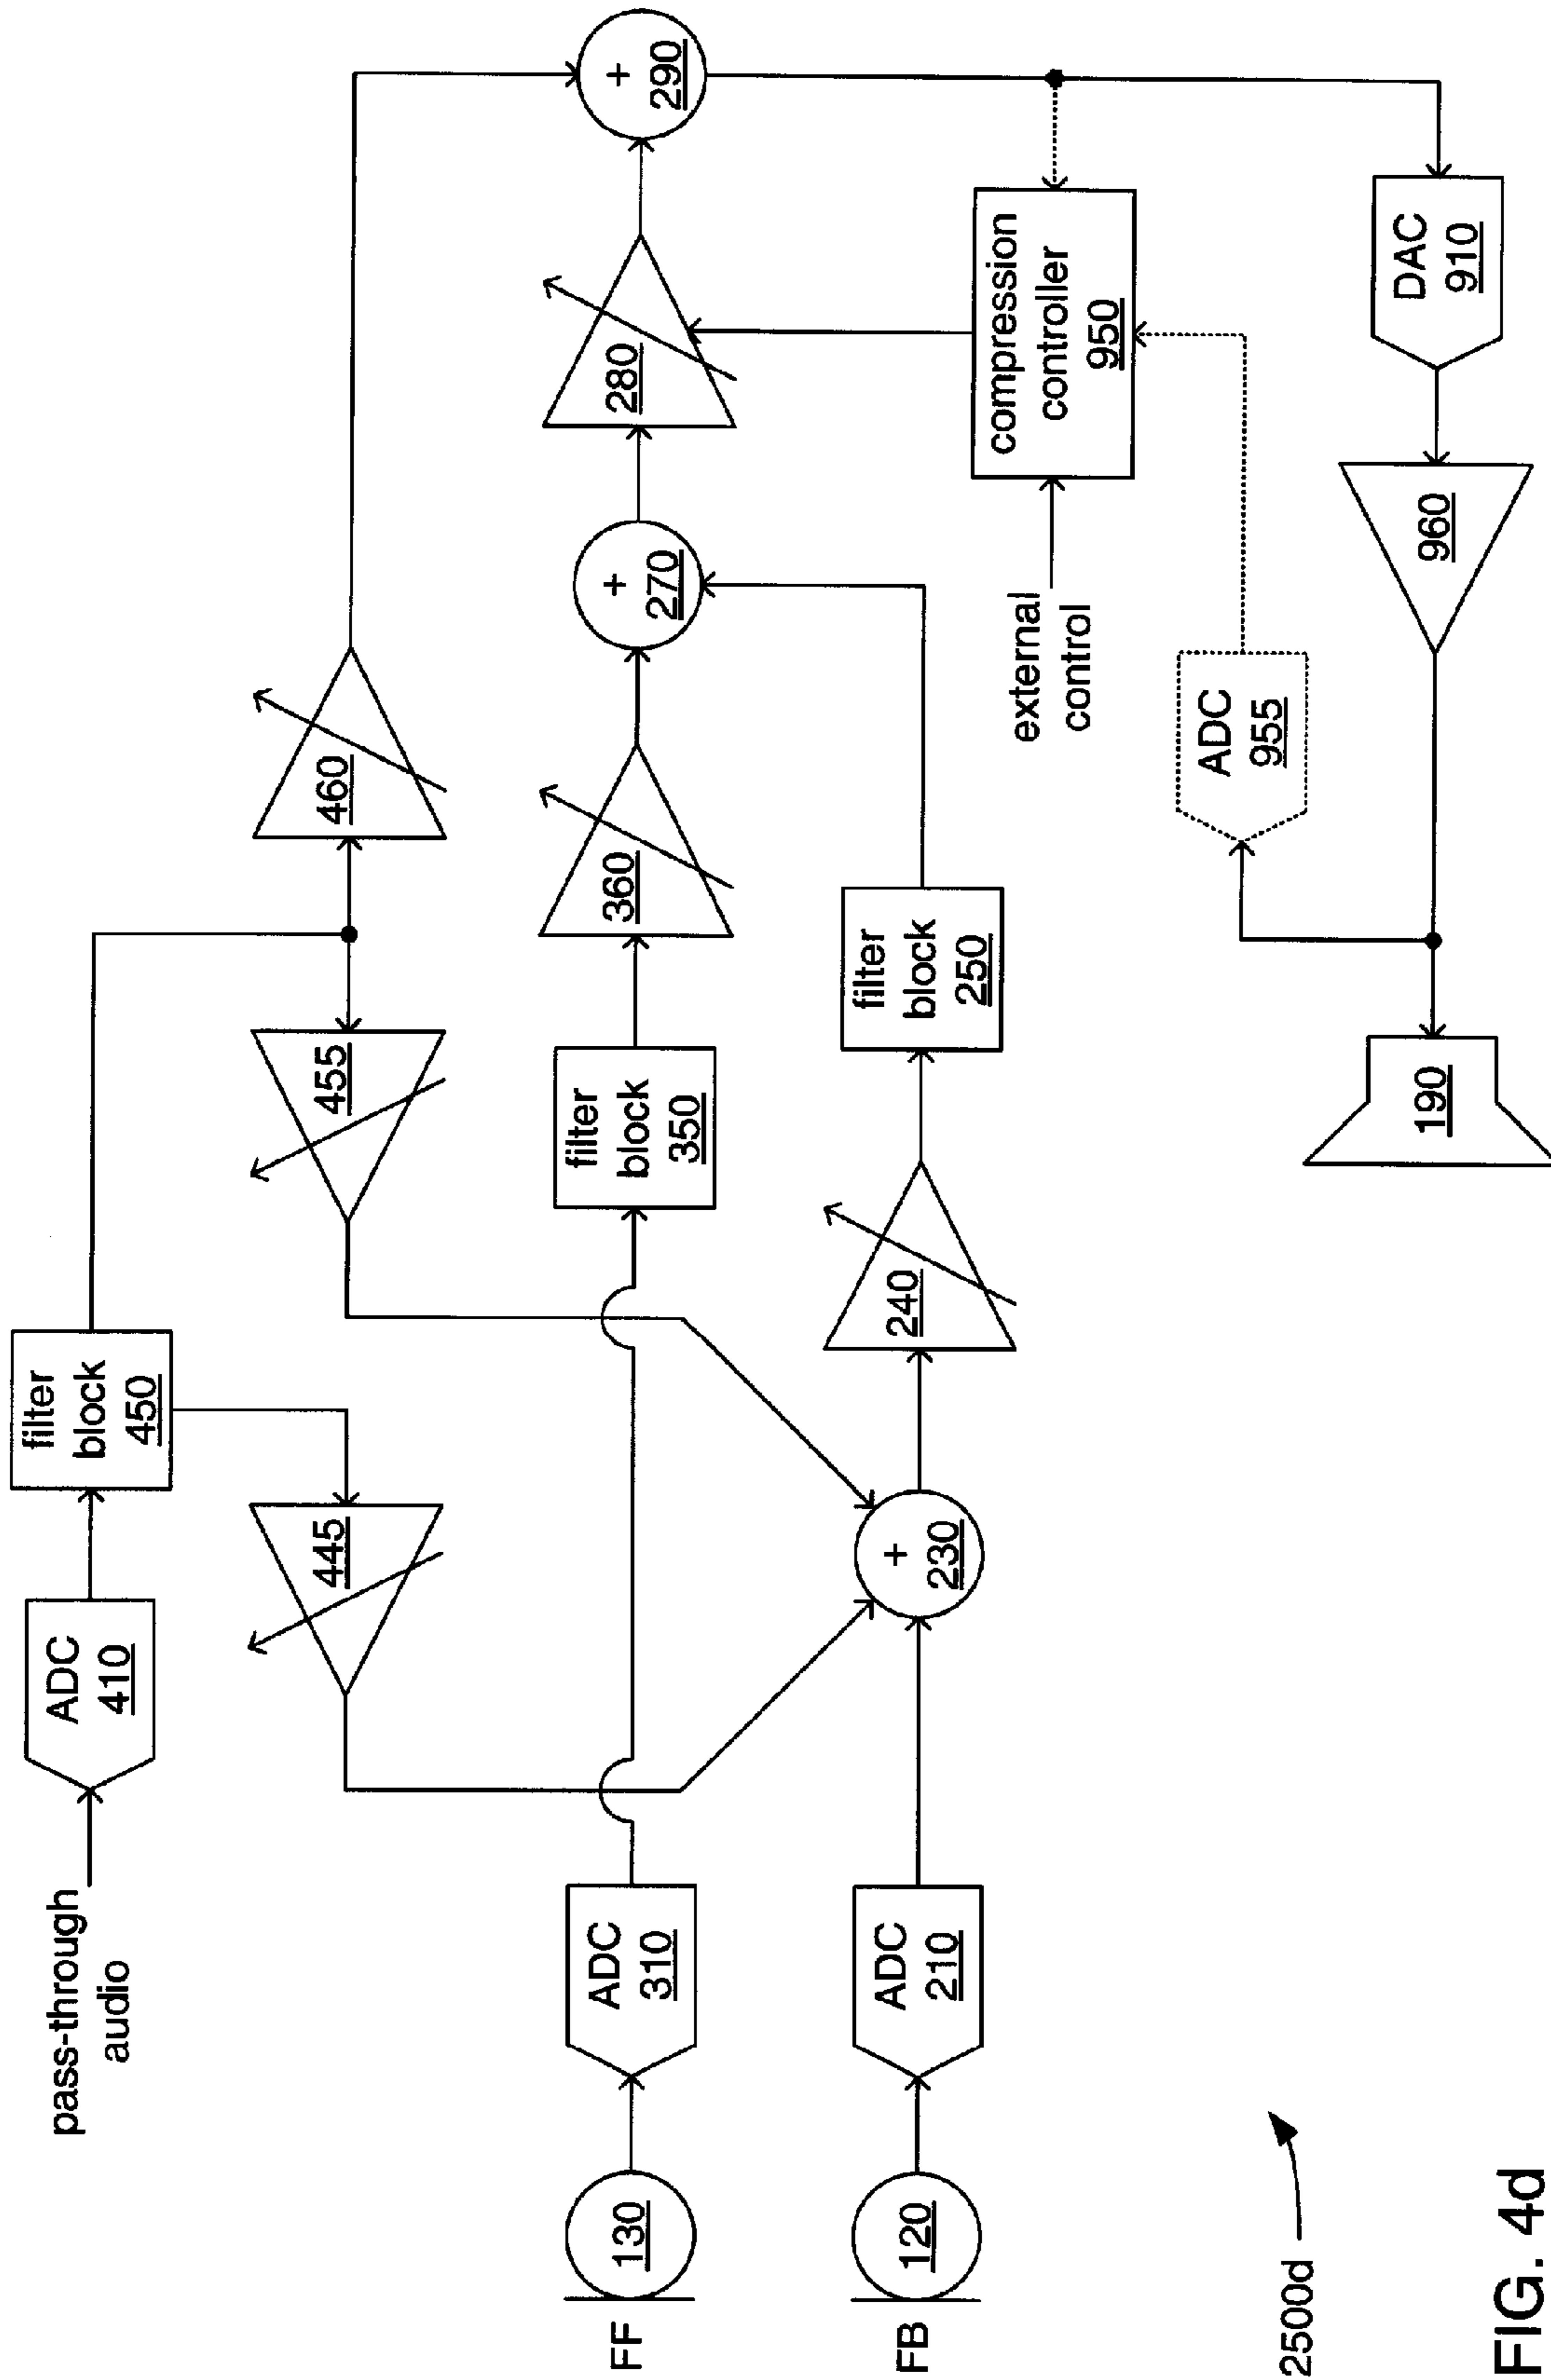 pass-through
audio
ADC
410
filter
block
450
445
455
460
FF
130
ADC
310
filter
block
350
360
+
270
280
+
290
FB
120
ADC
210
+
230
240
filter
block
250
external
control
compression
controller
950
ADC
955
DAC
910
960
190
2500d
FIG. 4d